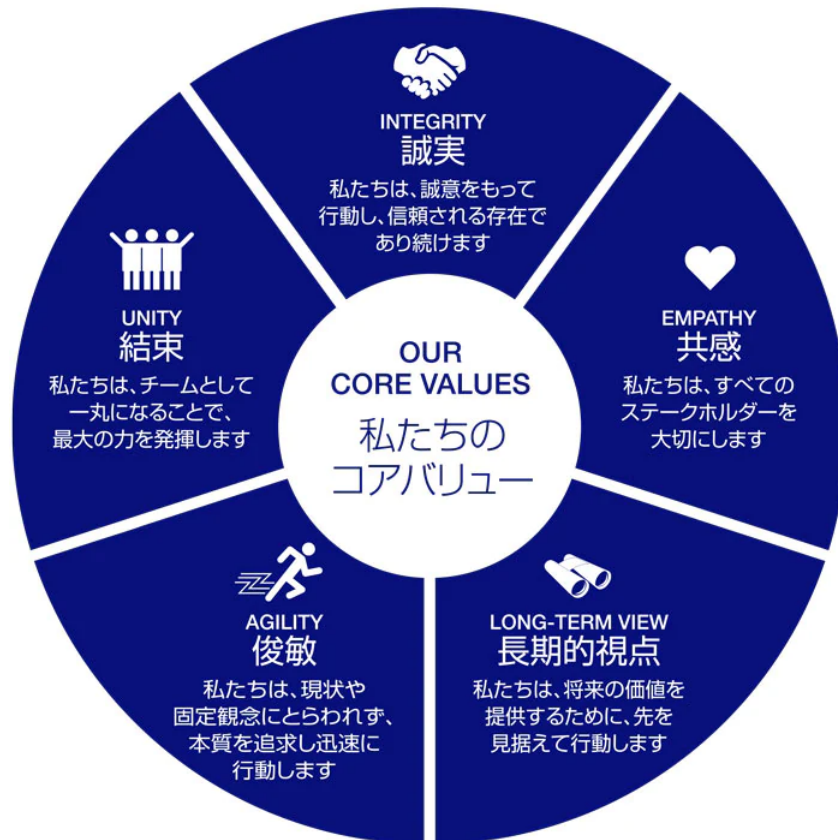 INTEGRITY
誠実
私たちは、誠意をもって
行動し、信頼される存在で
あり続けます
UNITY
結束
私たちは、チームとして
一丸になることで、
最大の力を発揮します
OUR
CORE VALUES
私たちの
コアバリュー
EMPATHY
共感
私たちは、すべての
ステークホルダーを
大切にします
AGILITY
俊敏
私たちは、現状や
固定観念にとらわれず、
本質を追求し迅速に
行動します
LONG-TERM VIEW
長期的視点
私たちは、将来の価値を
提供するために、先を
見据えて行動します